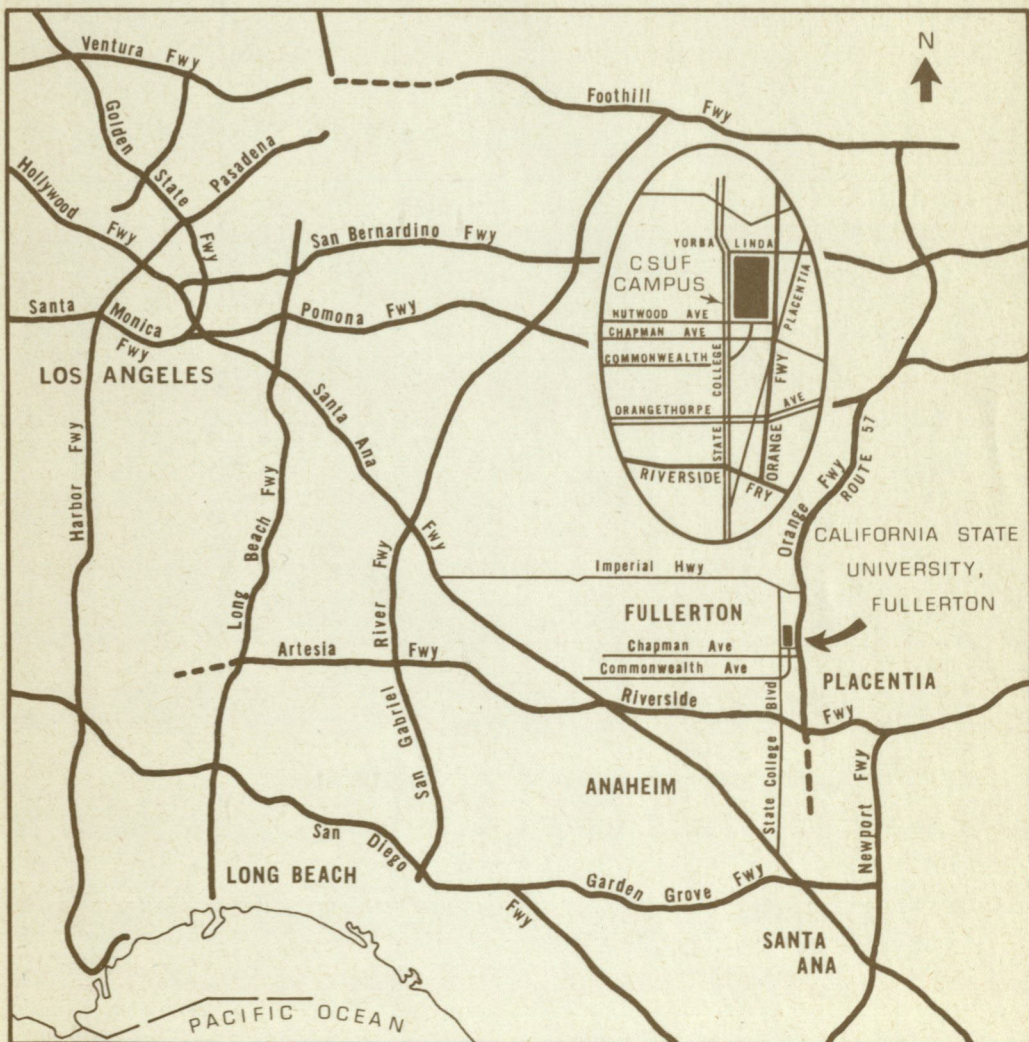 N
Ventura Fwy
Golden State Fwy
Hollywood Fwy
Pasadena
Foothill Fwy
San Bernardino Fwy
Santa Monica Fwy
Pomona Fwy
LOS ANGELES
YORBA LINDA
CSUF
CAMPUS
NUTWOOD AVE
CHAPMAN AVE
COMMONWEALTH
PLACENTIA
STATE COLLEGE
ORANGE FWY
ORANGETHORPE AVE
RIVERSIDE FRY
Harbor Fwy
Long Beach Fwy
Santa Ana Fwy
San Gabriel River Fwy
Orange Fwy
ROUTE 57
CALIFORNIA STATE
UNIVERSITY,
FULLERTON
Imperial Hwy
FULLERTON
Chapman Ave
Commonwealth Ave
Artesia Fwy
Riverside Fwy
PLACENTIA
State College Blvd
Newport Fwy
ANAHEIM
San Diego Fwy
LONG BEACH
Garden Grove Fwy
SANTA
ANA
PACIFIC OCEAN